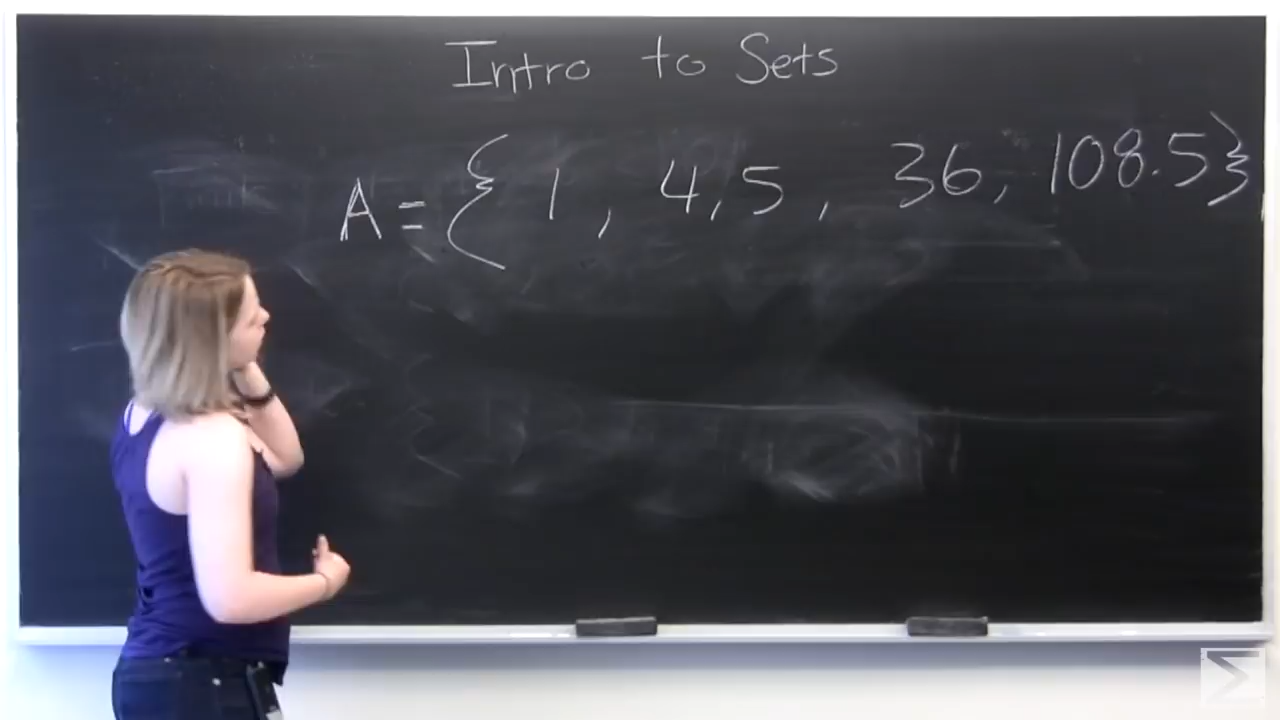 Intro to Sets
A = { 1 , 4,5 , 36, 108.5}